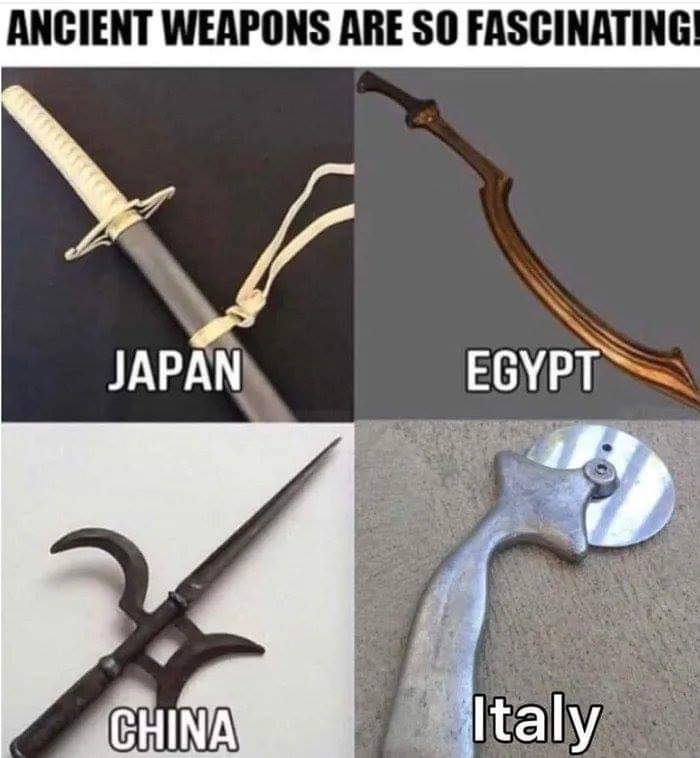 ANCIENT WEAPONS ARE SO FASCINATING!
JAPAN
EGYPT
CHINA
Italy